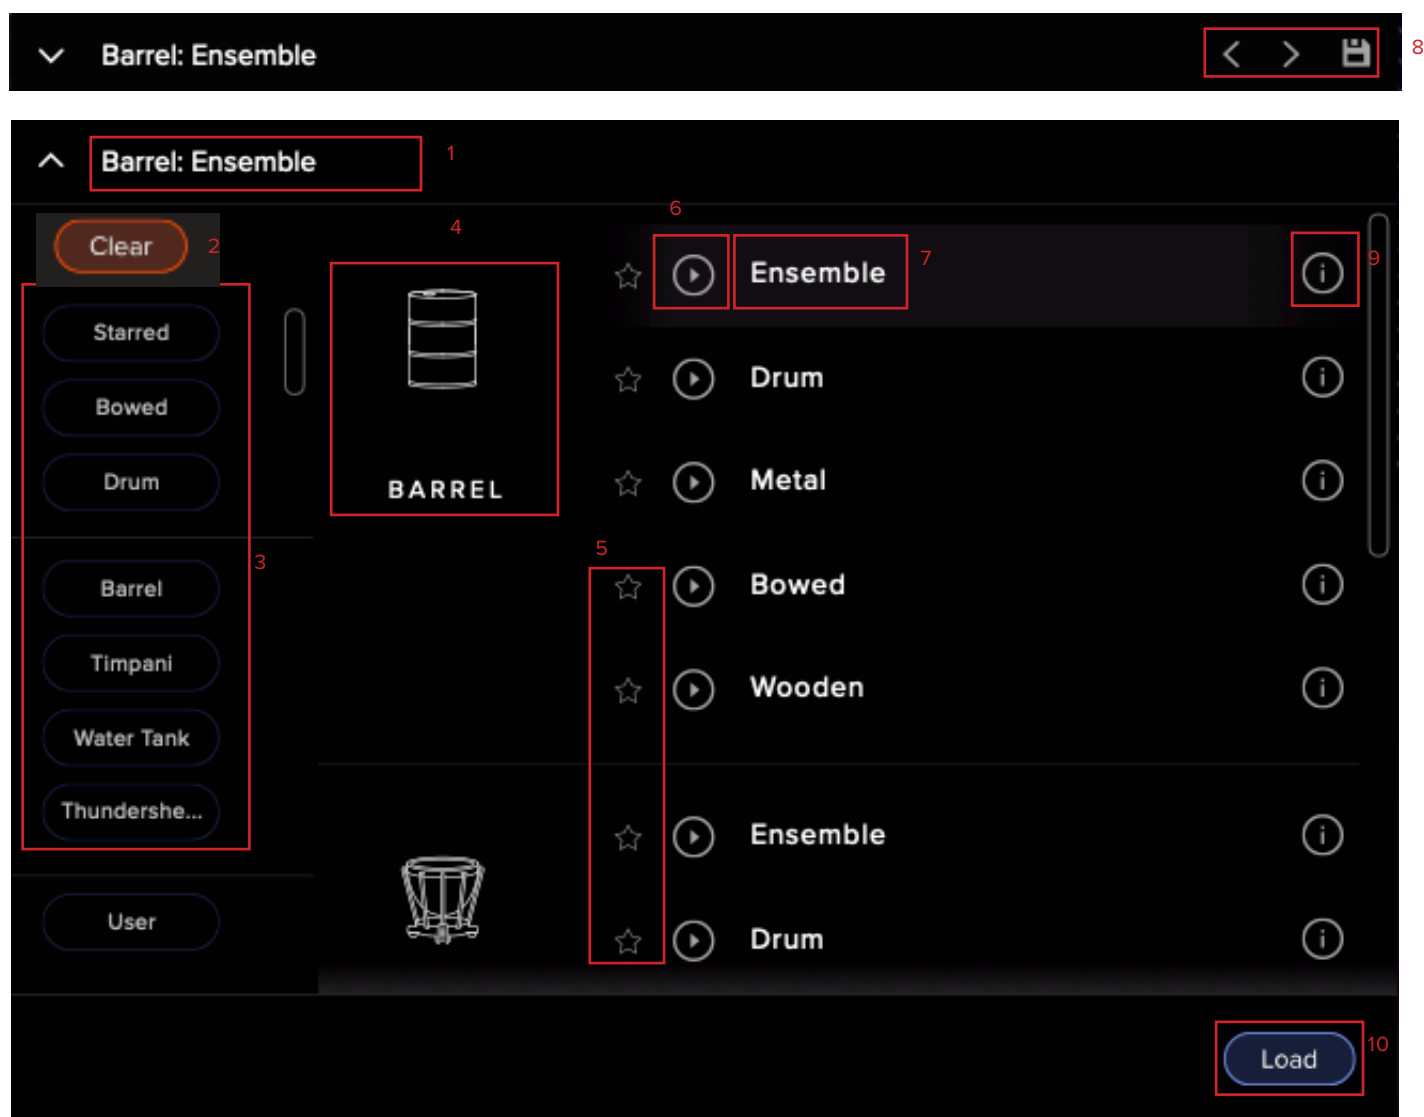 Barrel: Ensemble
8
Barrel: Ensemble
1
Clear
2
Starred
Bowed
Drum
3
Barrel
Timpani
Water Tank
Thundershe...
User
4
BARREL
6
Ensemble
7
9
Drum
Metal
5
Bowed
Wooden
Ensemble
Drum
Load
10